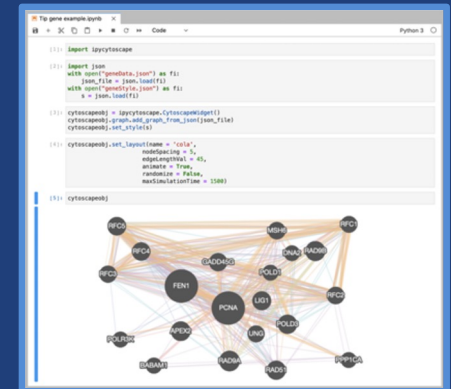 Tip gene example.ipynb
Code
Python 3
[1]: import ipycytoscape
[2]: import json
with open("geneData.json") as fi:
json_file = json.load(fi)
with open("geneStyle.json") as fi:
s = json.load(fi)
[3]: cytoscapeobj = ipycytoscape.CytoscapeWidget()
cytoscapeobj.graph.add_graph_from_json(json_file)
cytoscapeobj.set_style(s)
[4]: cytoscapeobj.set_layout(name = 'cola',
nodeSpacing = 5,
edgeLengthVal = 45,
animate = True,
randomize = False,
maxSimulationTime = 1500)
[5]: cytoscapeobj
RFC5
MSH6
RFC1
RFC4
DNA2
RAD9B
GADD45G
RFC3
POLD1
FEN1
RFC2
LIG1
PCNA
POLD3
APEX2
UNG
POLR3K
RAD9A
PPP1CA
BABAM1
RAD51